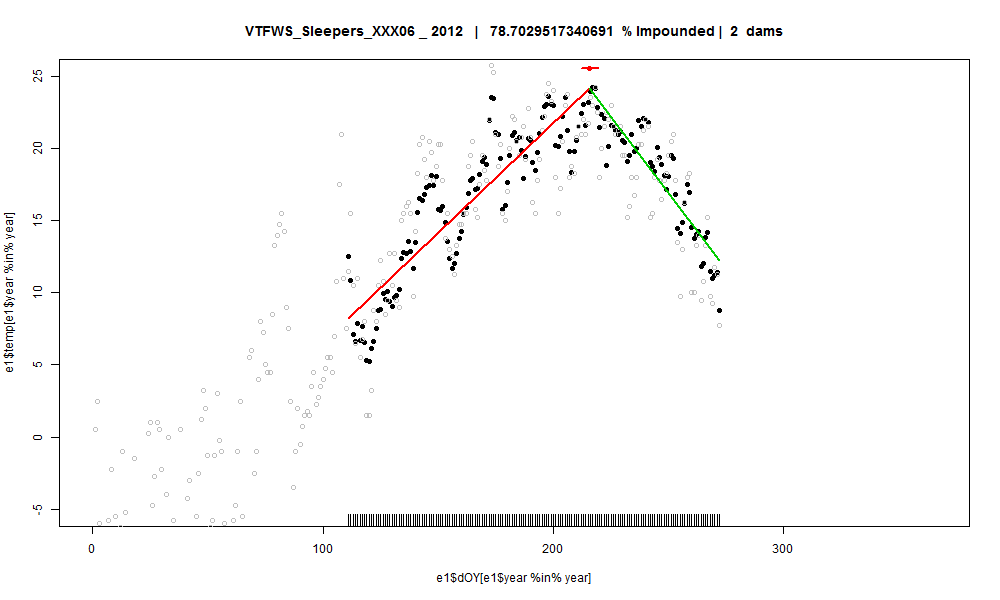 VTFWS_Sleepers_XXX06 _ 2012 | 78.7029517340691 % Impounded | 2 dams
25
20
15
10
5
0
-5
e1$temp[e1$year %in% year]
0 100 200 300
e1$dOY[e1$year %in% year]